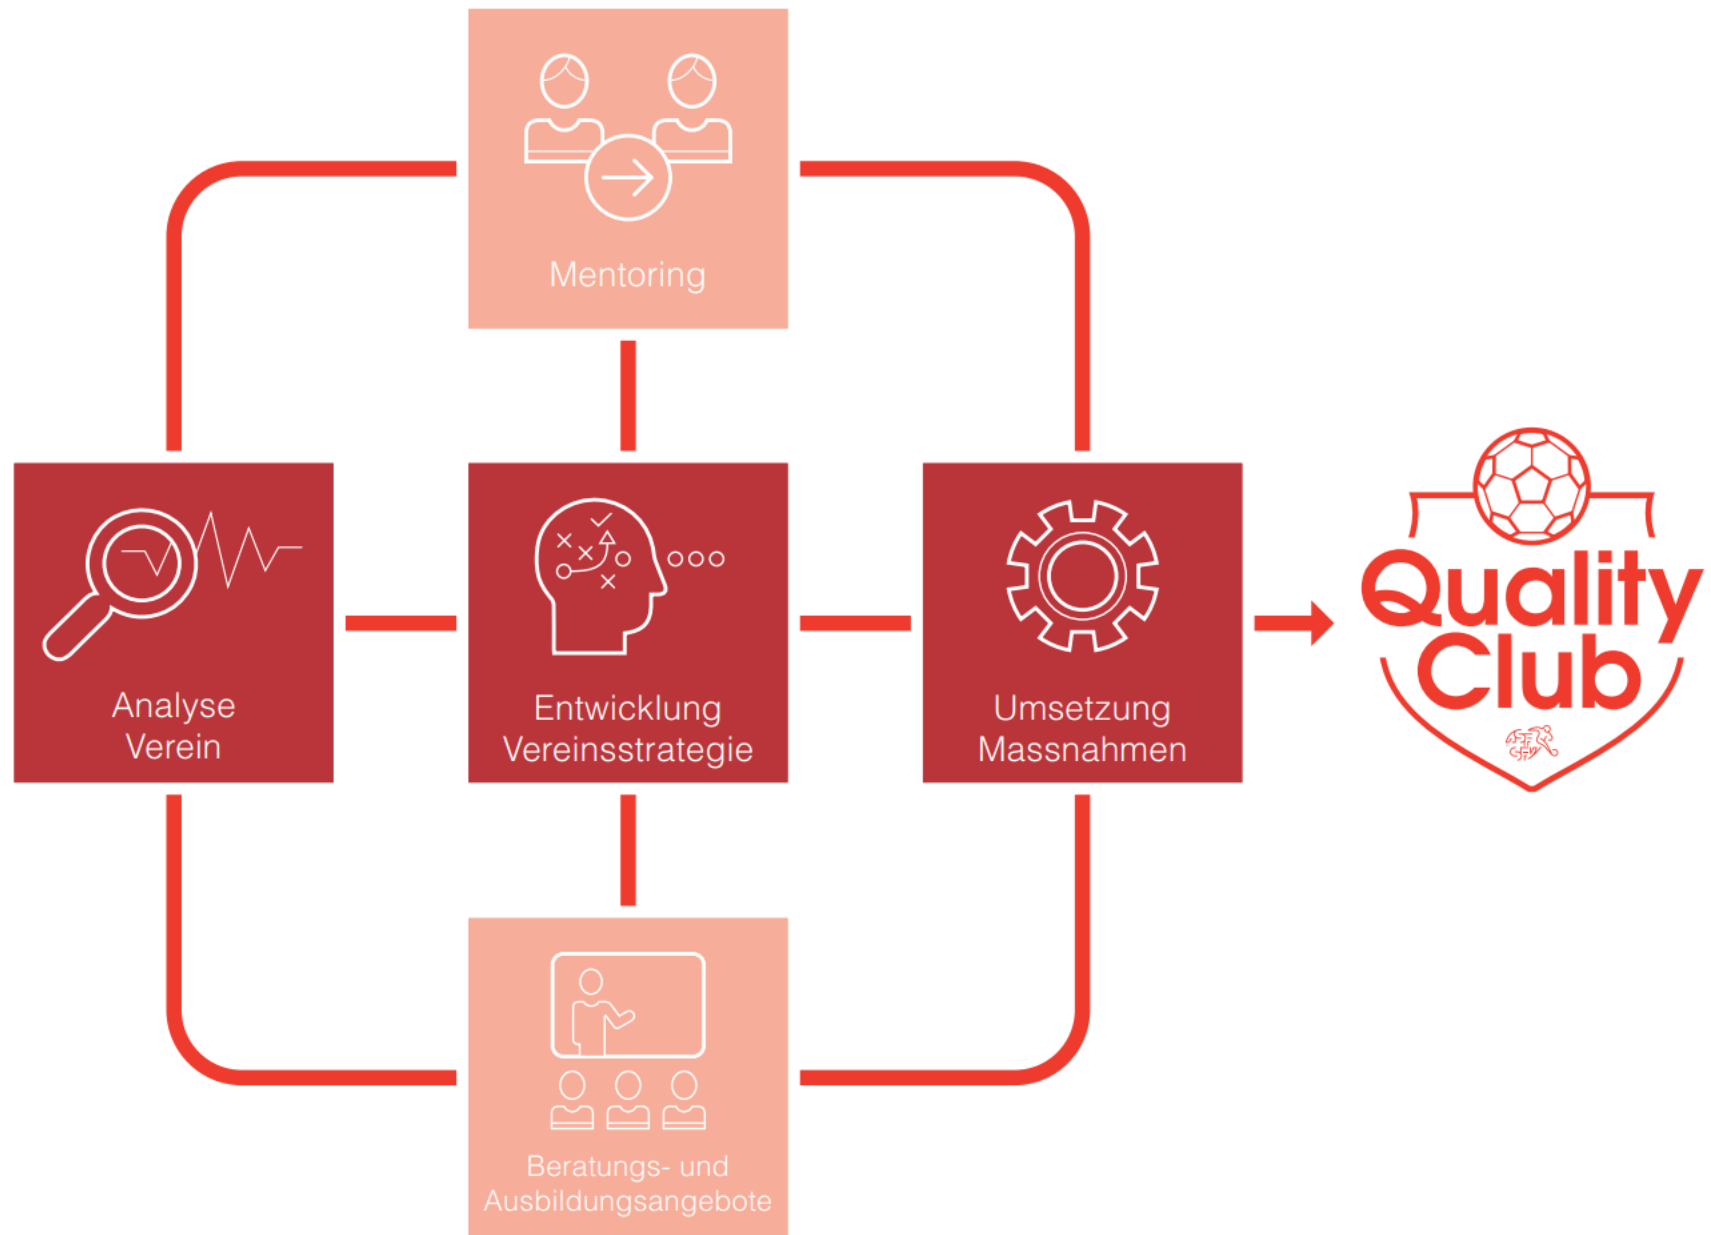 Mentoring
Analyse
Verein
Entwicklung
Vereinsstrategie
Umsetzung
Massnahmen
Quality
Club
Beratungs- und
Ausbildungsangebote